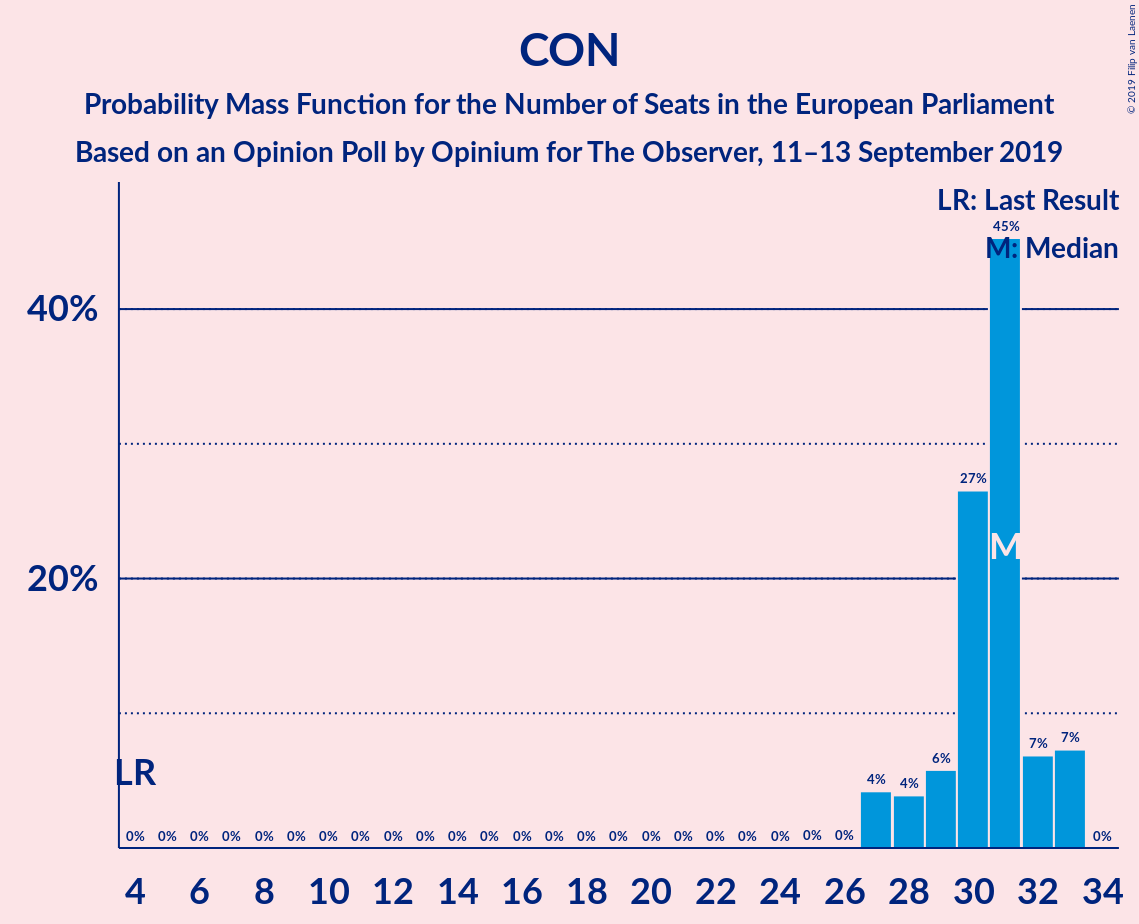 CON
Probability Mass Function for the Number of Seats in the European Parliament
Based on an Opinion Poll by Opinium for The Observer, 11–13 September 2019
© 2019 Filip van Laenen
LR: Last Result
M: Median
45%
40%
27%
M
20%
LR
7%
7%
6%
4%
4%
0% 0% 0% 0% 0% 0% 0% 0% 0% 0% 0% 0% 0% 0% 0% 0% 0% 0% 0% 0% 0% 0% 0% 0%
4 6 8 10 12 14 16 18 20 22 24 26 28 30 32 34